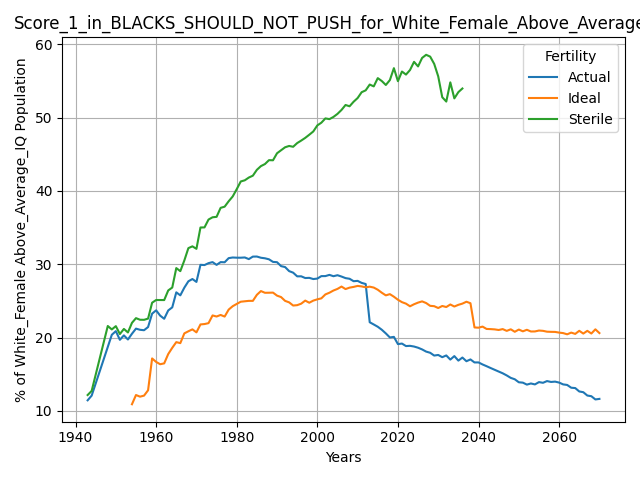 Score_1_in_BLACKS_SHOULD_NOT_PUSH_for_White_Female_Above_Average
60
50
40
30
20
10
% of White_Female Above_Average_IQ Population
Fertility
Actual
Ideal
Sterile
1940 1960 1980 2000 2020 2040 2060
Years